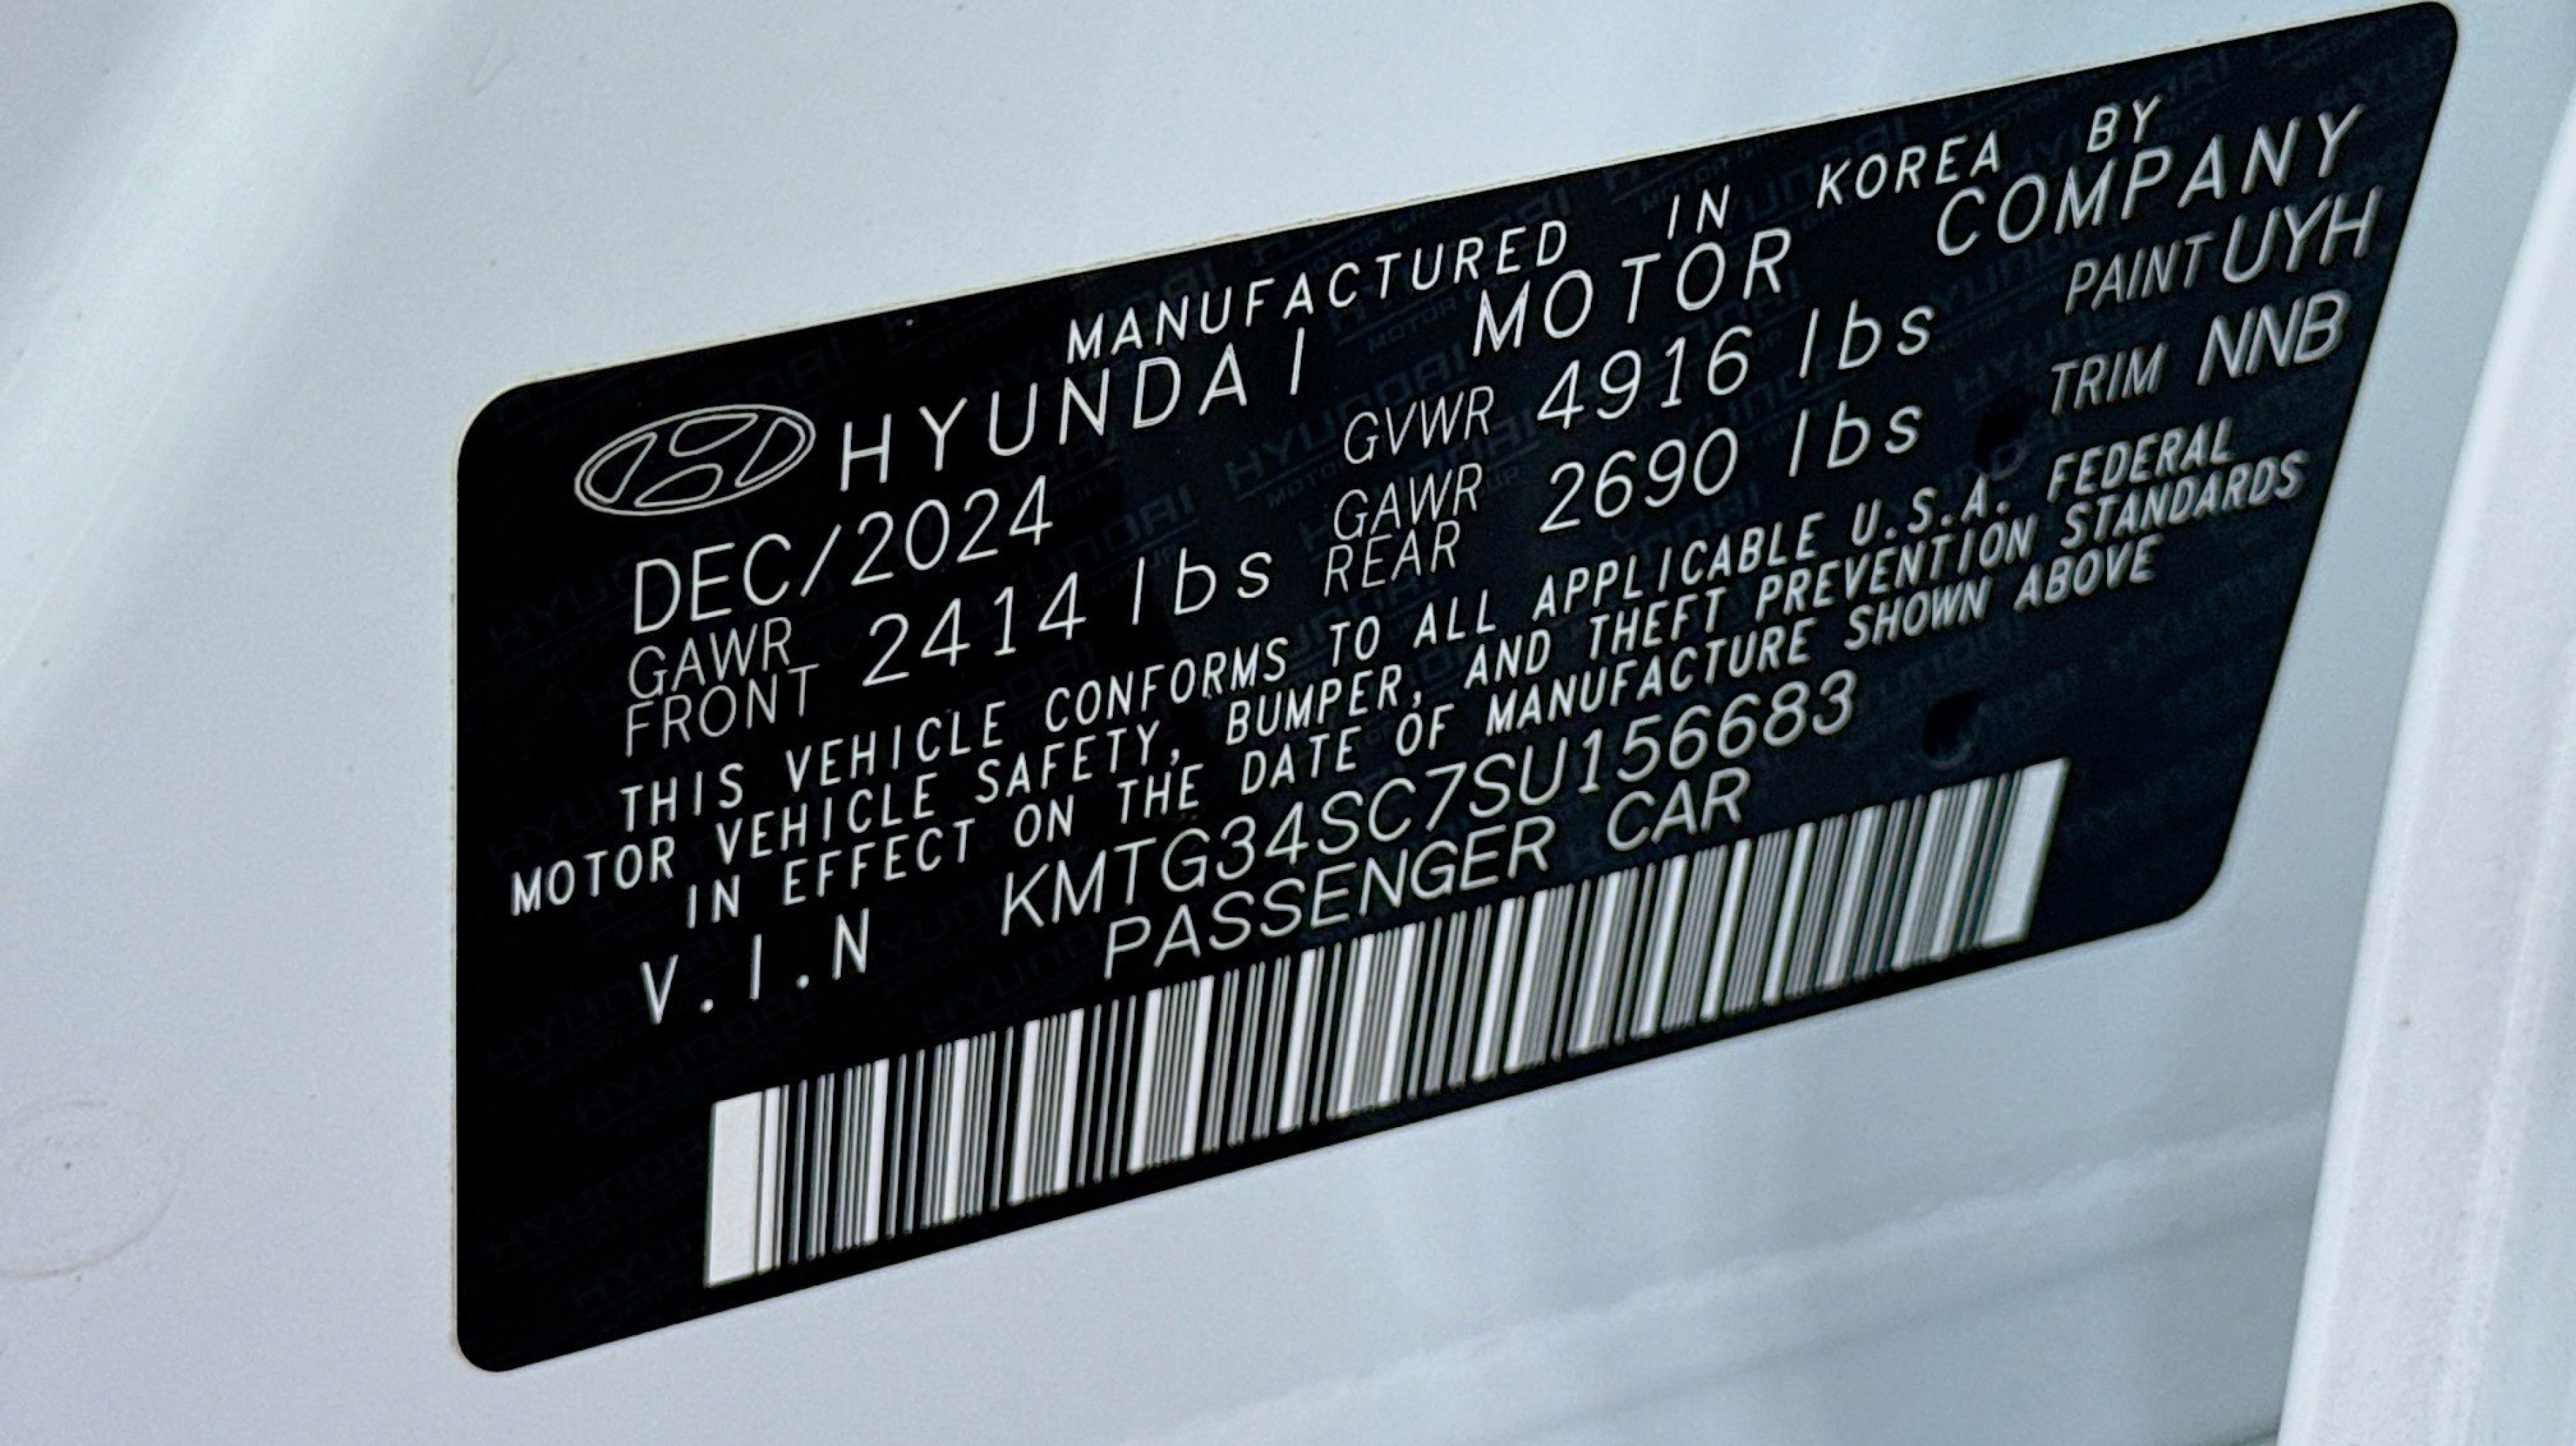 MANUFACTURED IN KOREA BY
HYUNDAI MOTOR COMPANY
DEC/2024 GVWR 4916 lbs PAINT UYH
GAWR FRONT 2414 lbs GAWR REAR 2690 lbs TRIM NNB
THIS VEHICLE CONFORMS TO ALL APPLICABLE U.S.A. FEDERAL
MOTOR VEHICLE SAFETY, BUMPER, AND THEFT PREVENTION STANDARDS
IN EFFECT ON THE DATE OF MANUFACTURE SHOWN ABOVE
V.I.N KMTG34SC7SU156683
PASSENGER CAR